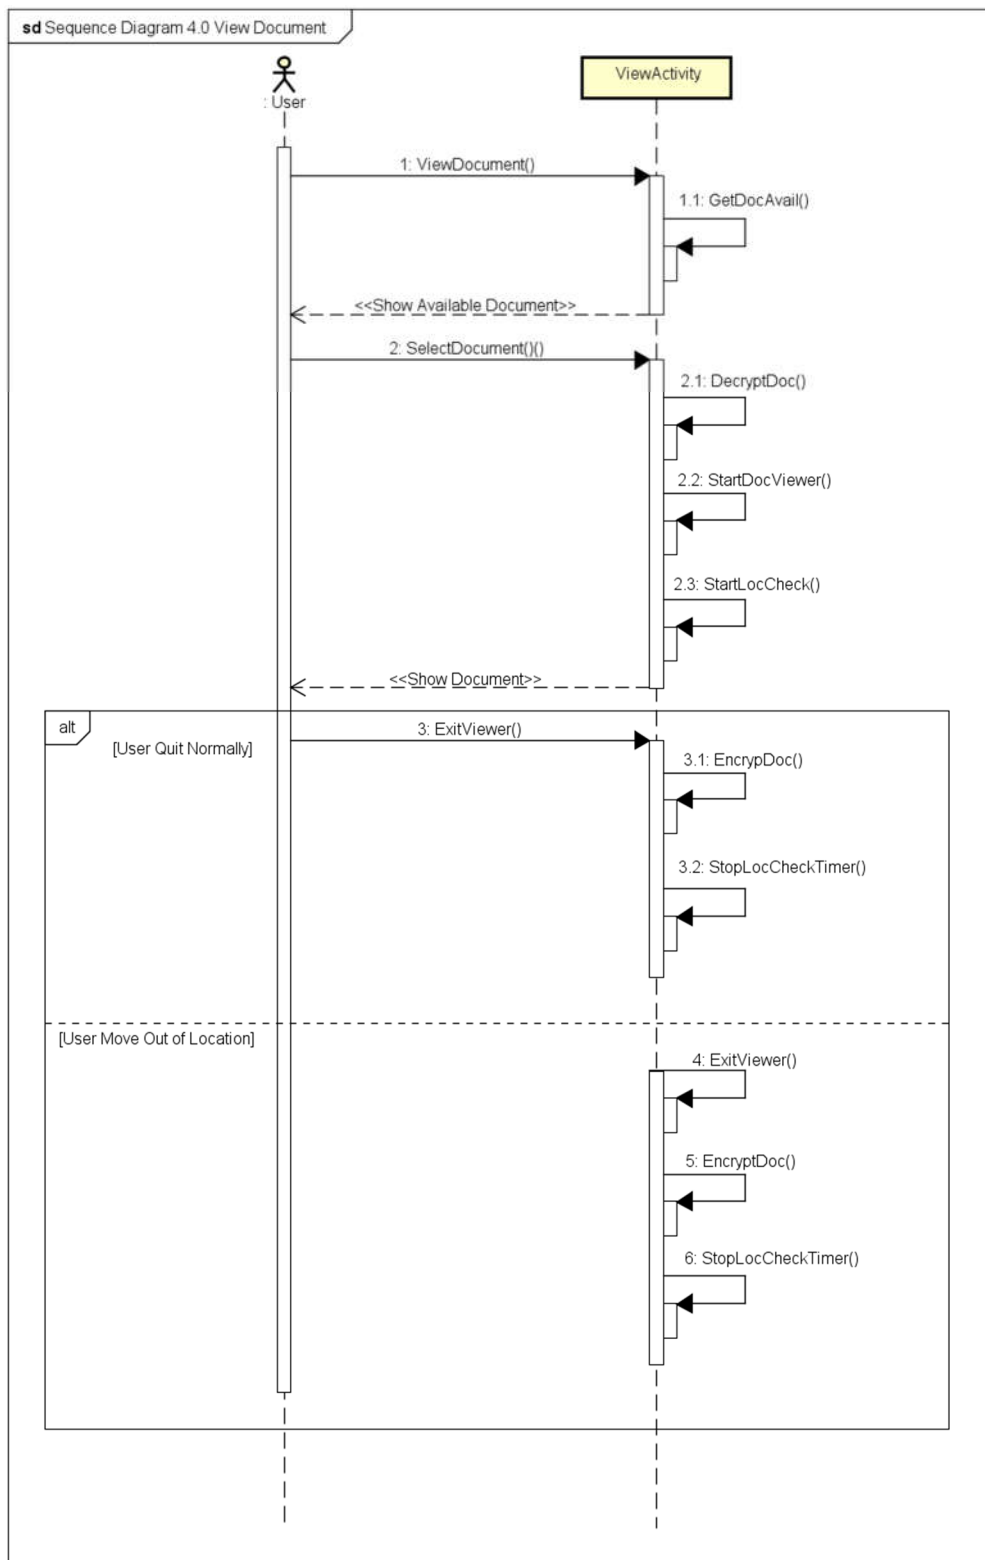 sd Sequence Diagram 4.0 View Document
: User
ViewActivity
1: ViewDocument()
1.1: GetDocAvail()
<<Show Available Document>>
2: SelectDocument()()
2.1: DecryptDoc()
2.2: StartDocViewer()
2.3: StartLocCheck()
<<Show Document>>
alt
3: ExitViewer()
[User Quit Normally]
3.1: EncrypDoc()
3.2: StopLocCheckTimer()
[User Move Out of Location]
4: ExitViewer()
5: EncryptDoc()
6: StopLocCheckTimer()